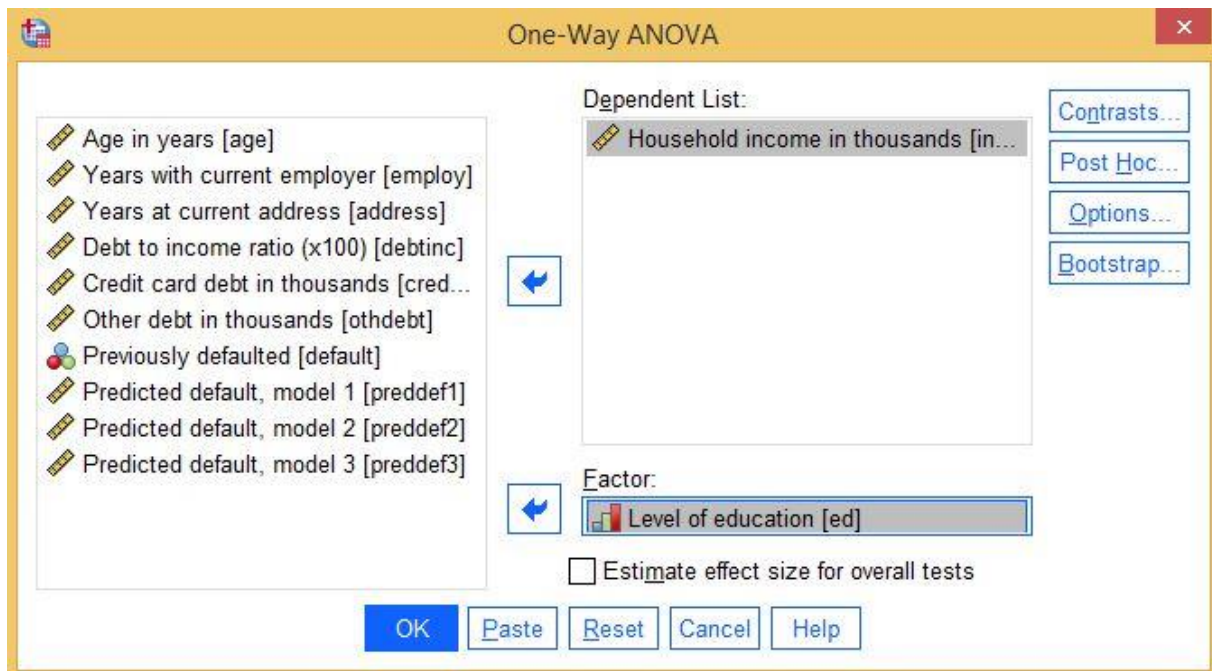 One-Way ANOVA
Age in years [age]
Years with current employer [employ]
Years at current address [address]
Debt to income ratio (x100) [debtinc]
Credit card debt in thousands [cred...
Other debt in thousands [othdebt]
Previously defaulted [default]
Predicted default, model 1 [preddef1]
Predicted default, model 2 [preddef2]
Predicted default, model 3 [preddef3]
Dependent List:
Household income in thousands [in...
Factor:
Level of education [ed]
Estimate effect size for overall tests
Contrasts...
Post Hoc...
Options...
Bootstrap...
OK Paste Reset Cancel Help